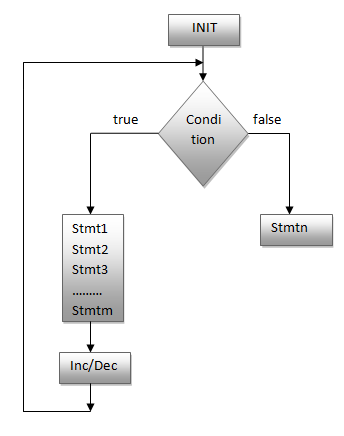 INIT
true
Condi
tion
false
Stmt1
Stmt2
Stmt3
.........
Stmtm
Stmtn
Inc/Dec